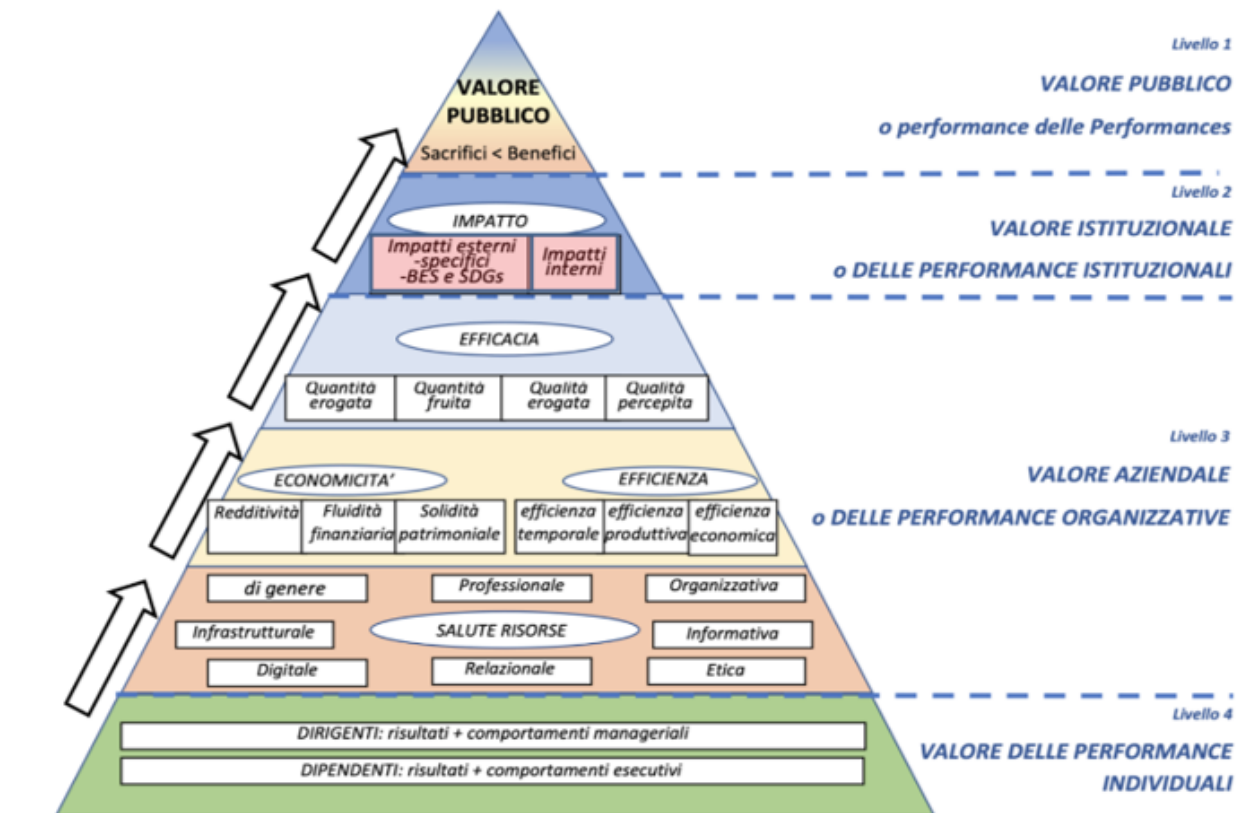 Livello 1
VALORE PUBBLICO
o performance delle Performances
VALORE
PUBBLICO
Sacrifici < Benefici
Livello 2
VALORE ISTITUZIONALE
o DELLE PERFORMANCE ISTITUZIONALI
IMPATTO
Impatti esterni
-specifici
-BES e SDGs
Impatti
interni
EFFICACIA
Quantità
erogata
Quantità
fruita
Qualità
erogata
Qualità
percepita
Livello 3
VALORE AZIENDALE
o DELLE PERFORMANCE ORGANIZZATIVE
ECONOMICITA’
EFFICIENZA
Redditività
Fluidità
finanziaria
Solidità
patrimoniale
efficienza
temporale
efficienza
produttiva
efficienza
economica
di genere
Professionale
Organizzativa
Infrastrutturale
SALUTE RISORSE
Informativa
Digitale
Relazionale
Etica
Livello 4
VALORE DELLE PERFORMANCE
INDIVIDUALI
DIRIGENTI: risultati + comportamenti manageriali
DIPENDENTI: risultati + comportamenti esecutivi